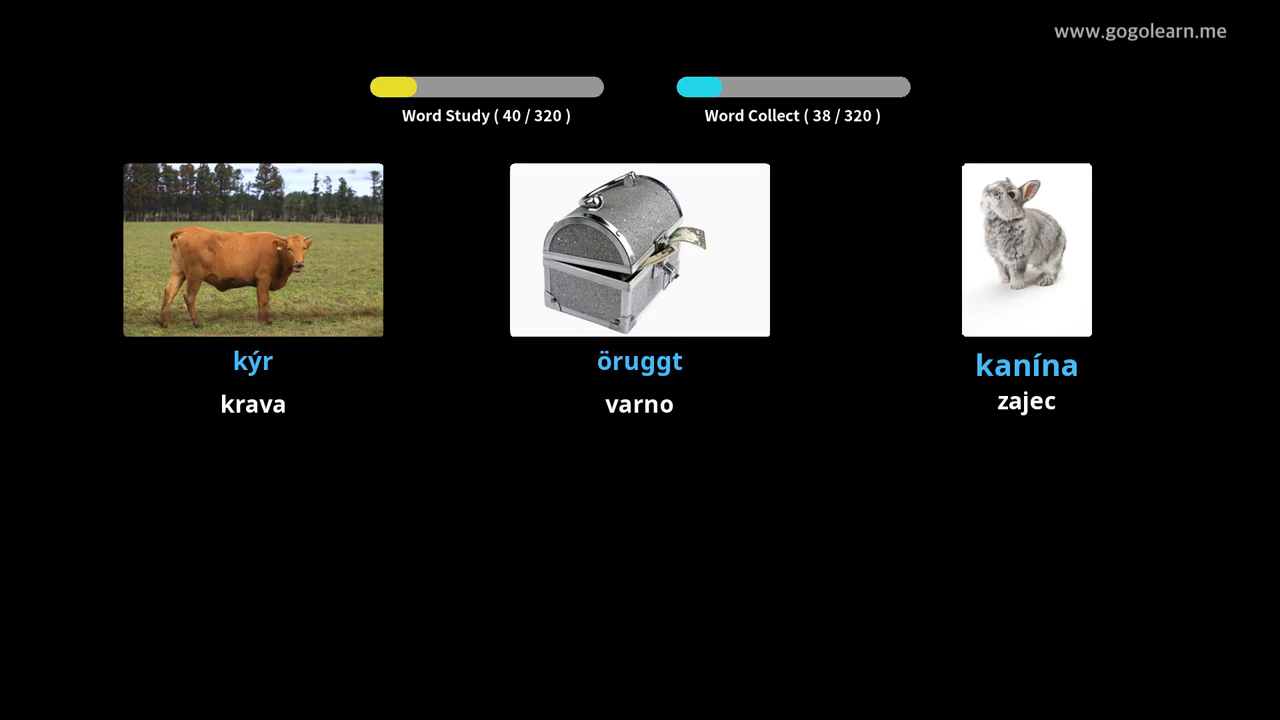 www.gogolearn.me
Word Study ( 40 / 320 )
Word Collect ( 38 / 320 )
kýr
krava
öruggt
varno
kanína
zajec